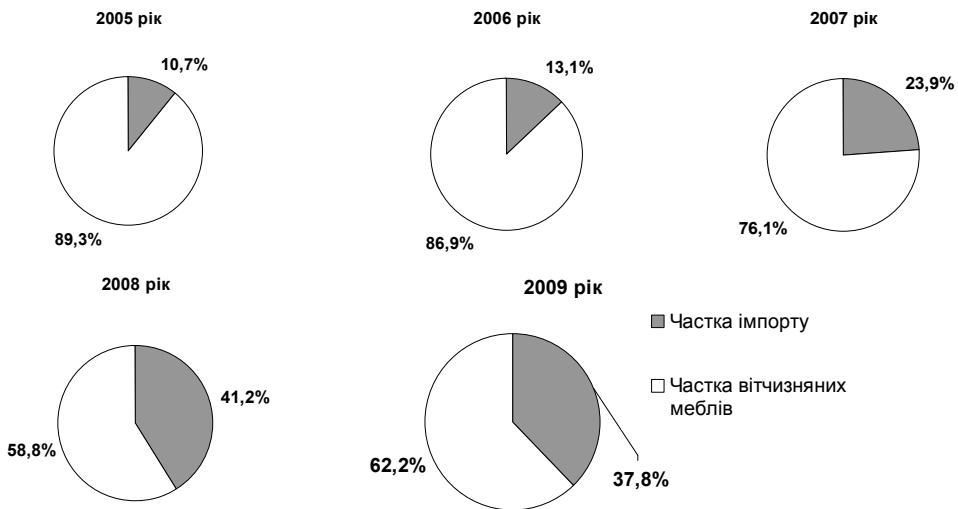 2005 рік
10,7%
89,3%
2006 рік
13,1%
86,9%
2007 рік
23,9%
76,1%
2008 рік
41,2%
58,8%
2009 рік
62,2%
37,8%
Частка імпорту
Частка вітчизняних
меблів